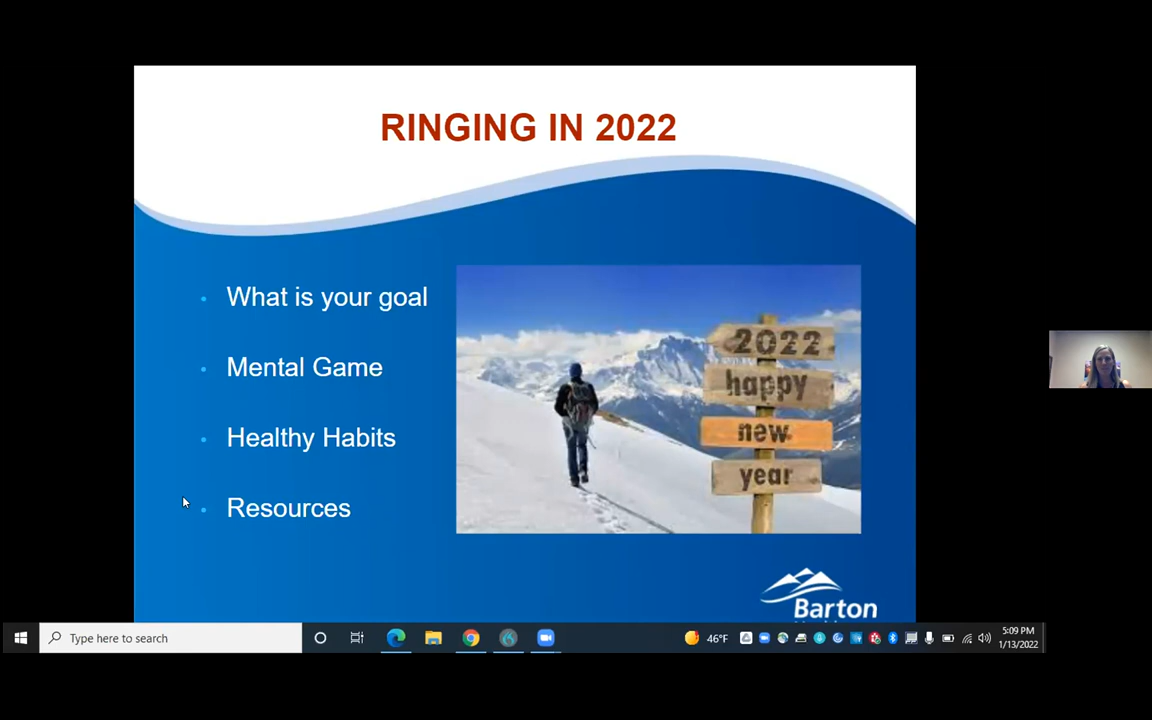 RINGING IN 2022
What is your goal
Mental Game
Healthy Habits
Resources
2022
happy
new
year
Barton
Type here to search
46°F
5:09 PM
1/13/2022